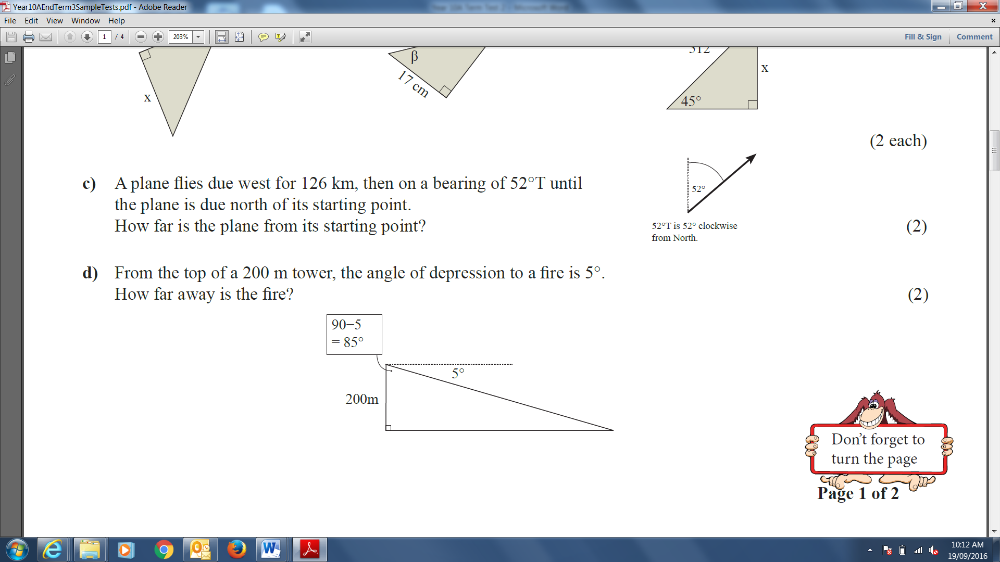 Year10AEndTerm3SampleTests.pdf - Adobe Reader
File Edit View Window Help
1 / 4 203% Fill & Sign Comment
β
17 cm
x
512
x
45°
(2 each)
c) A plane flies due west for 126 km, then on a bearing of 52°T until
the plane is due north of its starting point.
How far is the plane from its starting point? (2)
52°
52°T is 52° clockwise
from North.
d) From the top of a 200 m tower, the angle of depression to a fire is 5°.
How far away is the fire? (2)
90−5
= 85°
5°
200m
Don't forget to
turn the page
Page 1 of 2
10:12 AM
19/09/2016